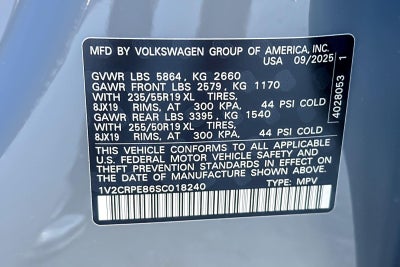 MFD BY VOLKSWAGEN GROUP OF AMERICA, INC.
USA 09/2025
GVWR LBS 5864, KG 2660
GAWR FRONT LBS 2579, KG 1170
WITH 235/55R19 XL TIRES,
8JX19 RIMS, AT 300 KPA, 44 PSI COLD
GAWR REAR LBS 3395, KG 1540
WITH 255/50R19 XL TIRES,
8JX19 RIMS, AT 300 KPA, 44 PSI COLD
THIS VEHICLE CONFORMS TO ALL APPLICABLE
U.S. FEDERAL MOTOR VEHICLE SAFETY AND
THEFT PREVENTION STANDARDS IN EFFECT
ON THE DATE OF MANUFACTURE SHOWN ABOVE.
1V2CRPE86SC018240 TYPE: MPV
4028053 1